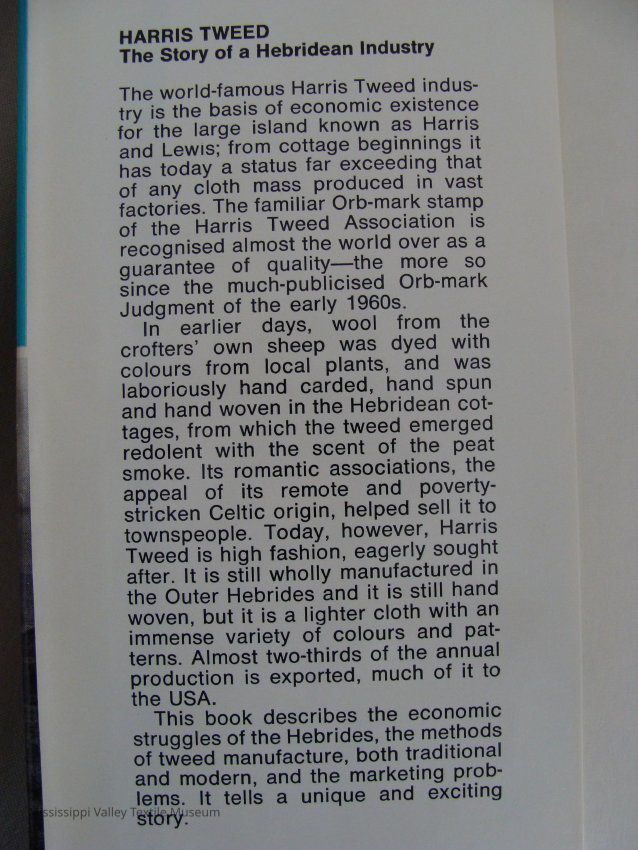 HARRIS TWEED
The Story of a Hebridean Industry
The world-famous Harris Tweed indus-
try is the basis of economic existence
for the large island known as Harris
and Lewis; from cottage beginnings it
has today a status far exceeding that
of any cloth mass produced in vast
factories. The familiar Orb-mark stamp
of the Harris Tweed Association is
recognised almost the world over as a
guarantee of quality—the more so
since the much-publicised Orb-mark
Judgment of the early 1960s.
In earlier days, wool from the
crofters' own sheep was dyed with
colours from local plants, and was
laboriously hand carded, hand spun
and hand woven in the Hebridean cot-
tages, from which the tweed emerged
redolent with the scent of the peat
smoke. Its romantic associations, the
appeal of its remote and poverty-
stricken Celtic origin, helped sell it to
townspeople. Today, however, Harris
Tweed is high fashion, eagerly sought
after. It is still wholly manufactured in
the Outer Hebrides and it is still hand
woven, but it is a lighter cloth with an
immense variety of colours and pat-
terns. Almost two-thirds of the annual
production is exported, much of it to
the USA.
This book describes the economic
struggles of the Hebrides, the methods
of tweed manufacture, both traditional
and modern, and the marketing prob-
lems. It tells a unique and exciting
story.
ssissippi Valley Textile Museum